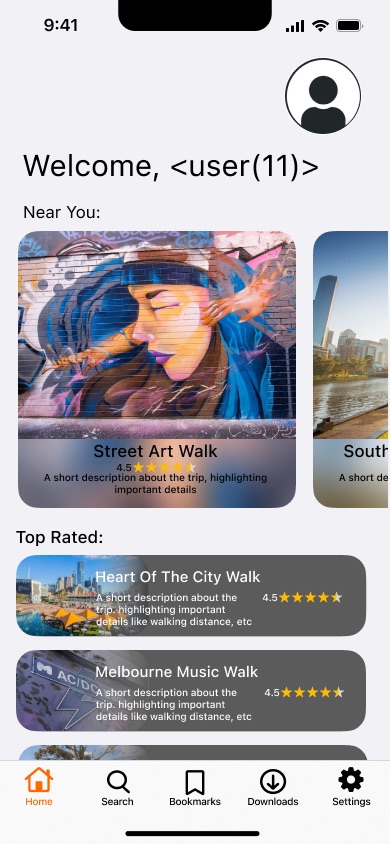 9:41
Welcome, <user(11)>
Near You:
Street Art Walk
4.5
A short description about the trip, highlighting
important details
South
A short de
Top Rated:
Heart Of The City Walk
A short description about the
trip. highlighting important
details like walking distance, etc
4.5
AC/DC
Melbourne Music Walk
A short description about the
trip. highlighting important
details like walking distance, etc
4.5
Home
Search
Bookmarks
Downloads
Settings